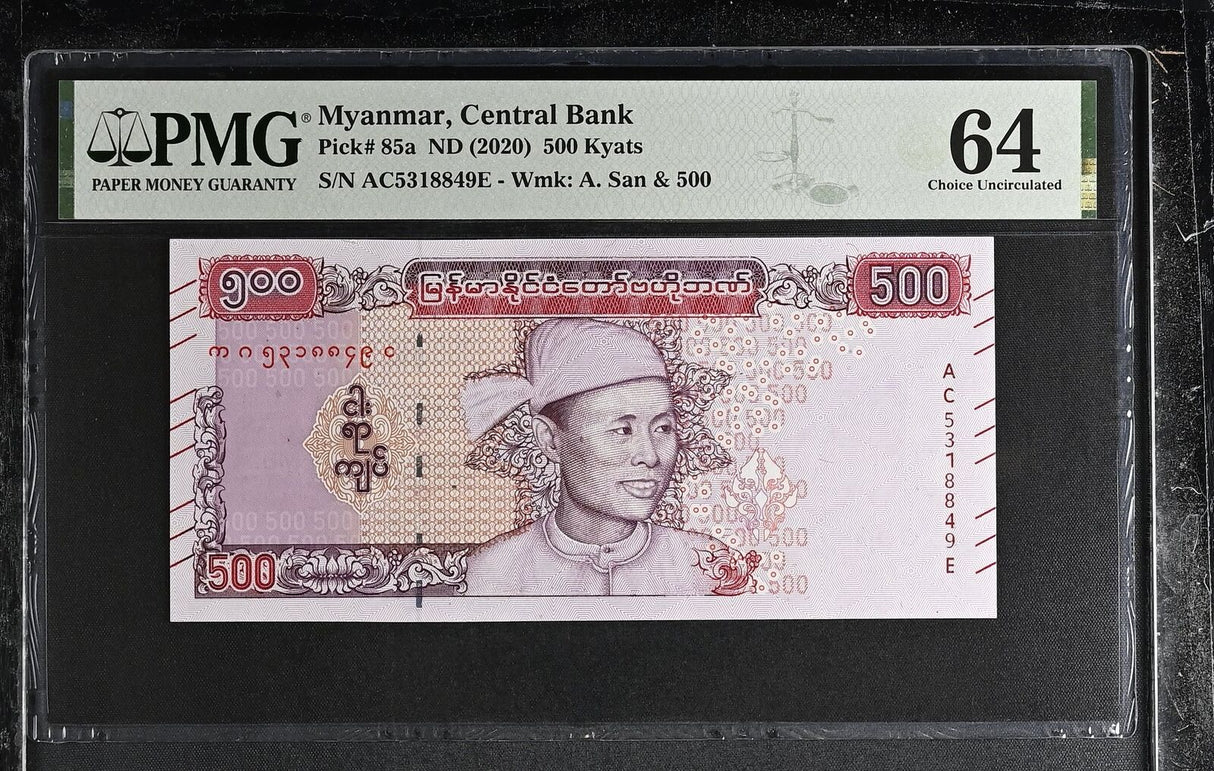 PMG®
PAPER MONEY GUARANTY
Myanmar, Central Bank
Pick# 85a ND (2020) 500 Kyats
S/N AC5318849E - Wmk: A. San & 500
64
Choice Uncirculated
၅၀၀
မြန်မာနိုင်ငံတော်ဗဟိုဘဏ်
500
က ဂ ၅၃၁၈၈၄၉ င
ငါး
ရာ
ကျပ်
AC5318849E
500